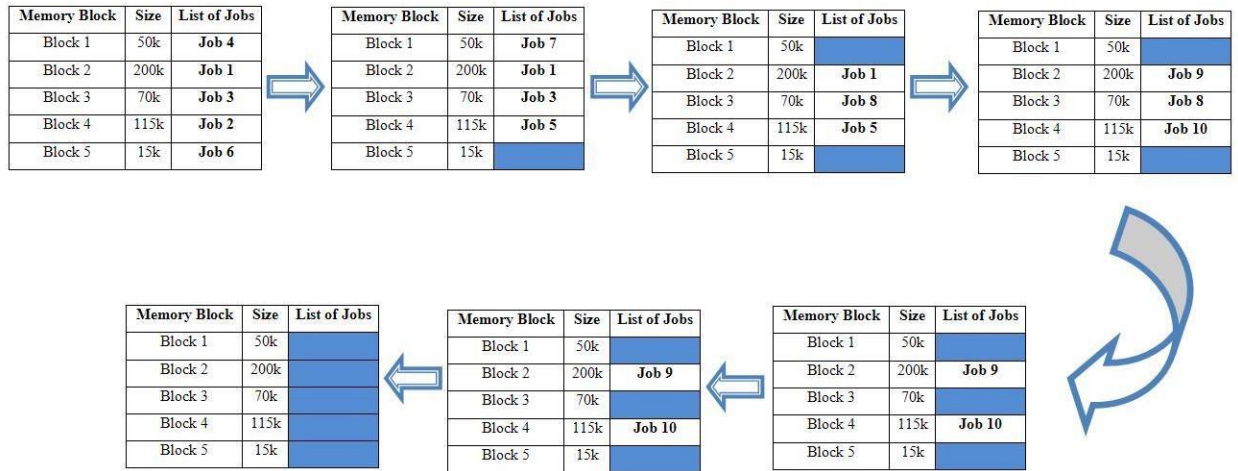 Memory Block Size List of Jobs
Block 1 50k Job 4
Block 2 200k Job 1
Block 3 70k Job 3
Block 4 115k Job 2
Block 5 15k Job 6
Memory Block Size List of Jobs
Block 1 50k Job 7
Block 2 200k Job 1
Block 3 70k Job 3
Block 4 115k Job 5
Block 5 15k
Memory Block Size List of Jobs
Block 1 50k
Block 2 200k Job 1
Block 3 70k Job 8
Block 4 115k Job 5
Block 5 15k
Memory Block Size List of Jobs
Block 1 50k
Block 2 200k Job 9
Block 3 70k Job 8
Block 4 115k Job 10
Block 5 15k
Memory Block Size List of Jobs
Block 1 50k
Block 2 200k
Block 3 70k
Block 4 115k
Block 5 15k
Memory Block Size List of Jobs
Block 1 50k
Block 2 200k Job 9
Block 3 70k
Block 4 115k Job 10
Block 5 15k
Memory Block Size List of Jobs
Block 1 50k
Block 2 200k Job 9
Block 3 70k
Block 4 115k Job 10
Block 5 15k